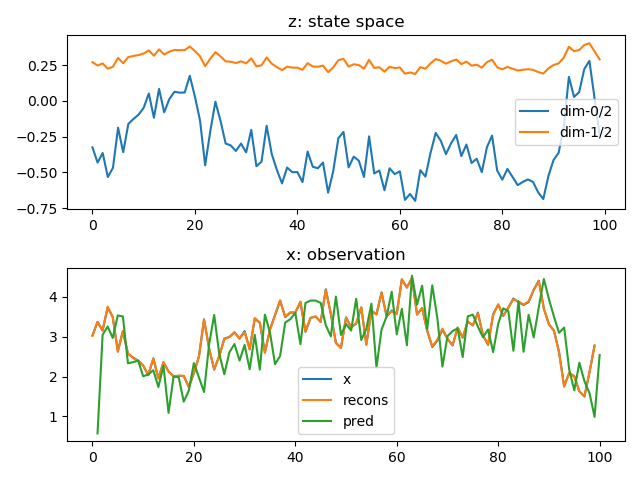 z: state space
0.25
0.00
−0.25
−0.50
−0.75
dim-0/2
dim-1/2
0 20 40 60 80 100
x: observation
4
3
2
1
x
recons
pred
0 20 40 60 80 100